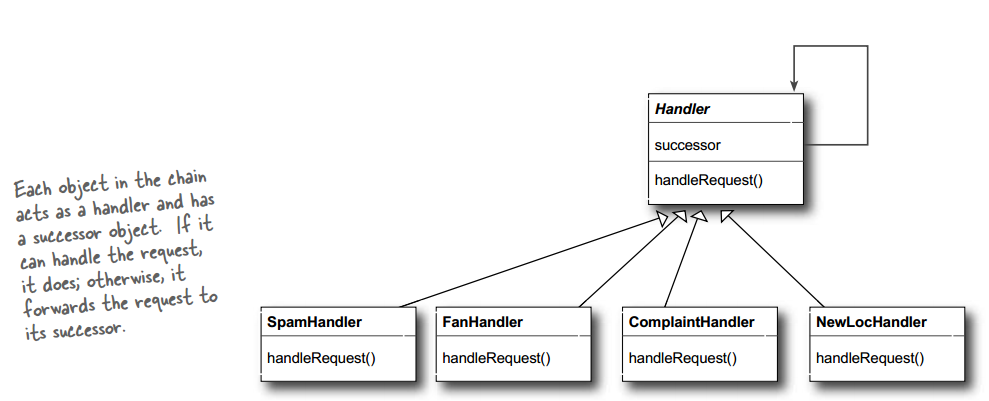 Handler
successor
handleRequest()
Each object in the chain
acts as a handler and has
a successor object. If it
can handle the request,
it does; otherwise, it
forwards the request to
its successor.
SpamHandler
handleRequest()
FanHandler
handleRequest()
ComplaintHandler
handleRequest()
NewLocHandler
handleRequest()